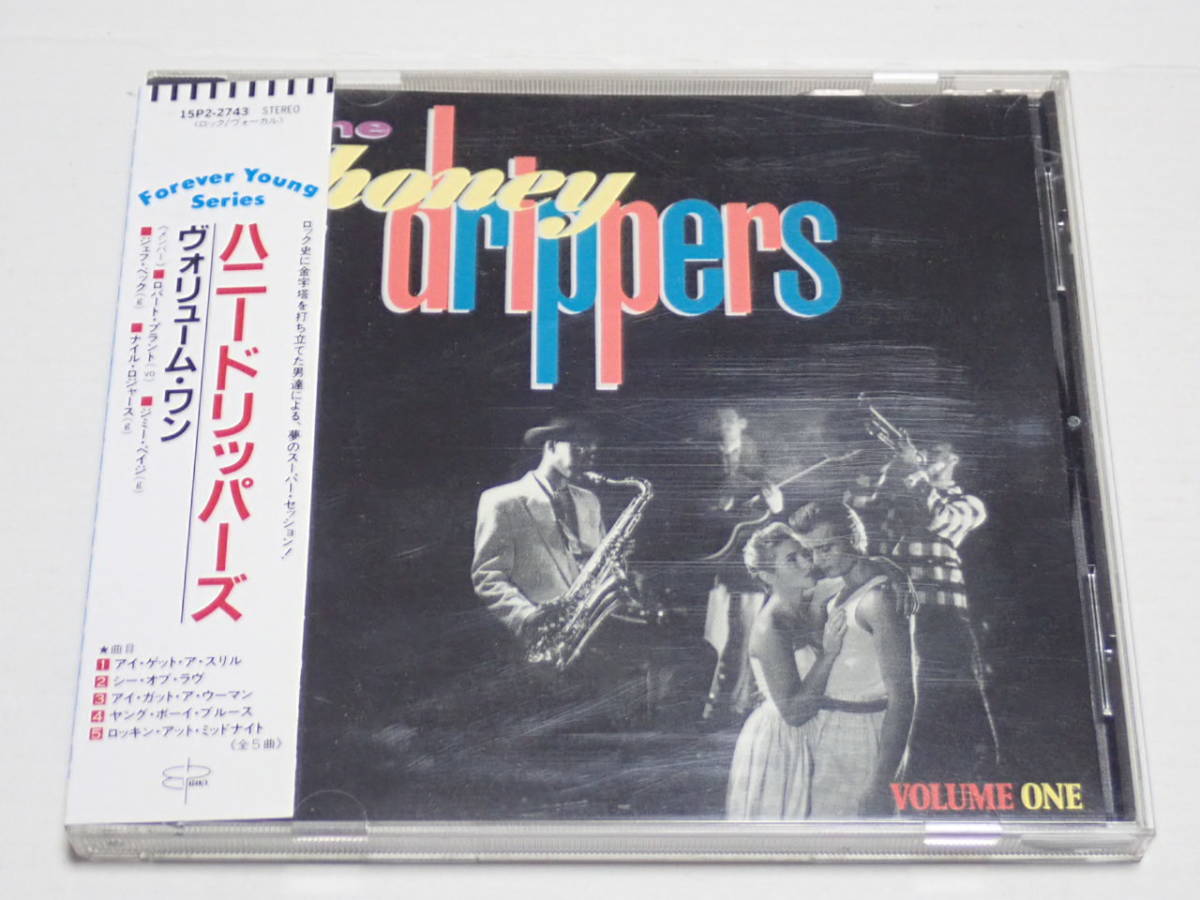 15P2-2743 STEREO
(ロック/ヴォーカル)
Forever Young
Series
ロック史に金字塔を打ち立てた男達による、夢のスーパー・セッション!
ハニードリッパーズ
ヴォリューム・ワン
《メンバー》■ロバート・プラント(vo) ■ジミー・ペイジ(g)
■ジェフ・ベック(g) ■ナイル・ロジャース(g)
★曲目
1 アイ・ゲット・ア・スリル
2 シー・オブ・ラヴ
3 アイ・ガット・ア・ウーマン
4 ヤング・ボーイ・ブルース
5 ロッキン・アット・ミッドナイト
《全5曲》
honey
drippers
VOLUME ONE